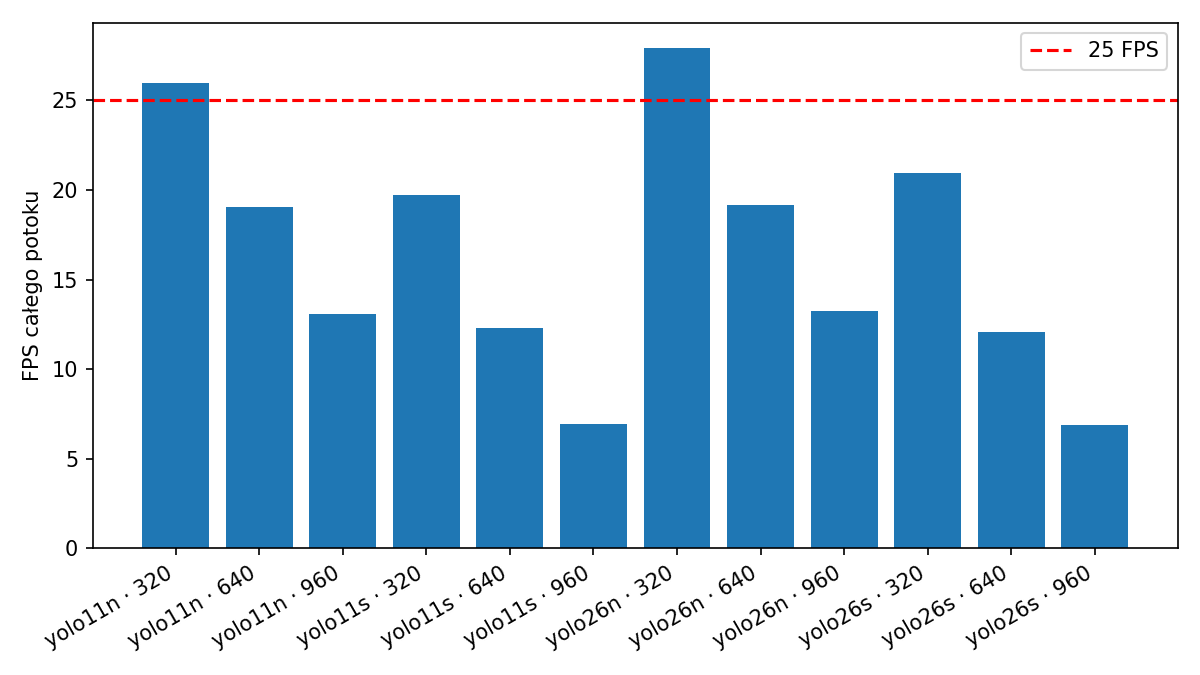 25 FPS
FPS całego potoku
25
20
15
10
5
0
yolo11n · 320
yolo11n · 640
yolo11n · 960
yolo11s · 320
yolo11s · 640
yolo11s · 960
yolo26n · 320
yolo26n · 640
yolo26n · 960
yolo26s · 320
yolo26s · 640
yolo26s · 960